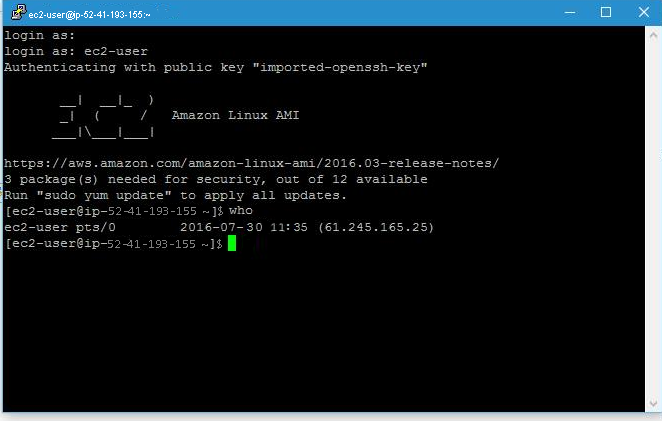 ec2-user@ip-52-41-193-155:~
login as:
login as: ec2-user
Authenticating with public key "imported-openssh-key"
__|  __|_  )
_|  (     /   Amazon Linux AMI
___|\___|___|
https://aws.amazon.com/amazon-linux-ami/2016.03-release-notes/
3 package(s) needed for security, out of 12 available
Run "sudo yum update" to apply all updates.
[ec2-user@ip-52-41-193-155 ~]$ who
ec2-user pts/0        2016-07-30 11:35 (61.245.165.25)
[ec2-user@ip-52-41-193-155 ~]$